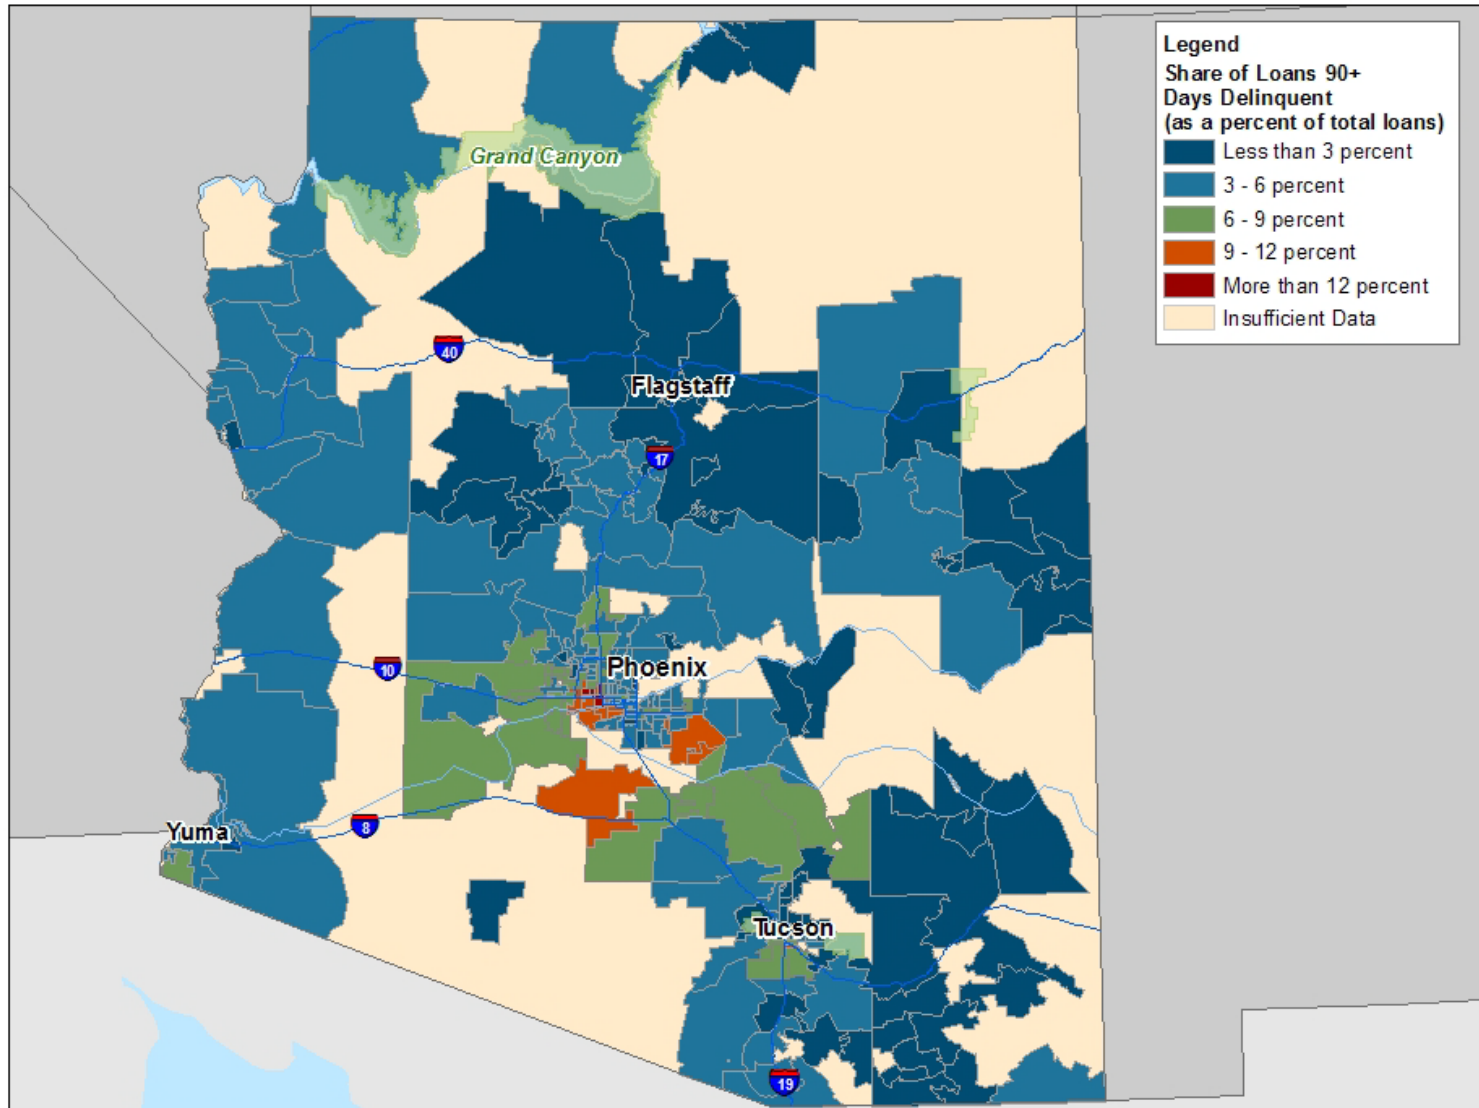 Legend
Share of Loans 90+
Days Delinquent
(as a percent of total loans)
Less than 3 percent
3 - 6 percent
6 - 9 percent
9 - 12 percent
More than 12 percent
Insufficient Data
Grand Canyon
40
Flagstaff
17
10
Phoenix
Yuma
8
Tucson
19